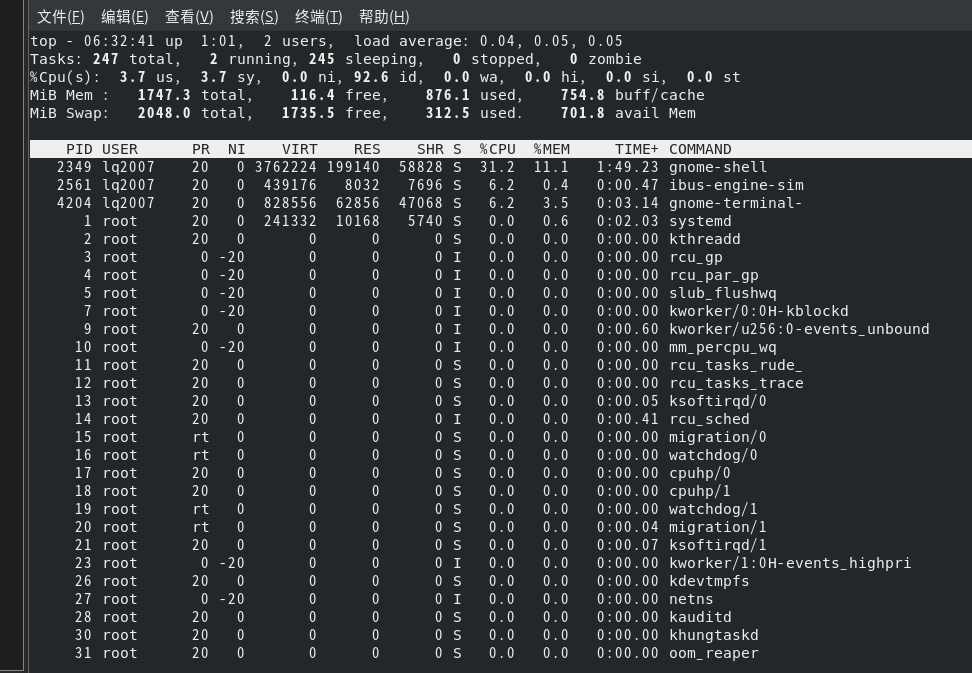 文件(F) 编辑(E) 查看(V) 搜索(S) 终端(T) 帮助(H)
top - 06:32:41 up  1:01,  2 users,  load average: 0.04, 0.05, 0.05
Tasks: 247 total,   2 running, 245 sleeping,   0 stopped,   0 zombie
%Cpu(s):  3.7 us,  3.7 sy,  0.0 ni, 92.6 id,  0.0 wa,  0.0 hi,  0.0 si,  0.0 st
MiB Mem :   1747.3 total,    116.4 free,    876.1 used,    754.8 buff/cache
MiB Swap:   2048.0 total,   1735.5 free,    312.5 used.    701.8 avail Mem
PID USER PR NI VIRT RES SHR S %CPU %MEM TIME+ COMMAND
2349 lq2007 20 0 3762224 199140 58828 S 31.2 11.1 1:49.23 gnome-shell
2561 lq2007 20 0 439176 8032 7696 S 6.2 0.4 0:00.47 ibus-engine-sim
4204 lq2007 20 0 828556 62856 47068 S 6.2 3.5 0:03.14 gnome-terminal-
1 root 20 0 241332 10168 5740 S 0.0 0.6 0:02.03 systemd
2 root 20 0 0 0 0 S 0.0 0.0 0:00.00 kthreadd
3 root 0 -20 0 0 0 I 0.0 0.0 0:00.00 rcu_gp
4 root 0 -20 0 0 0 I 0.0 0.0 0:00.00 rcu_par_gp
5 root 0 -20 0 0 0 I 0.0 0.0 0:00.00 slub_flushwq
7 root 0 -20 0 0 0 I 0.0 0.0 0:00.00 kworker/0:0H-kblockd
9 root 20 0 0 0 0 I 0.0 0.0 0:00.60 kworker/u256:0-events_unbound
10 root 0 -20 0 0 0 I 0.0 0.0 0:00.00 mm_percpu_wq
11 root 20 0 0 0 0 S 0.0 0.0 0:00.00 rcu_tasks_rude_
12 root 20 0 0 0 0 S 0.0 0.0 0:00.00 rcu_tasks_trace
13 root 20 0 0 0 0 S 0.0 0.0 0:00.05 ksoftirqd/0
14 root 20 0 0 0 0 I 0.0 0.0 0:00.41 rcu_sched
15 root rt 0 0 0 0 S 0.0 0.0 0:00.00 migration/0
16 root rt 0 0 0 0 S 0.0 0.0 0:00.00 watchdog/0
17 root 20 0 0 0 0 S 0.0 0.0 0:00.00 cpuhp/0
18 root 20 0 0 0 0 S 0.0 0.0 0:00.00 cpuhp/1
19 root rt 0 0 0 0 S 0.0 0.0 0:00.00 watchdog/1
20 root rt 0 0 0 0 S 0.0 0.0 0:00.04 migration/1
21 root 20 0 0 0 0 S 0.0 0.0 0:00.07 ksoftirqd/1
23 root 0 -20 0 0 0 I 0.0 0.0 0:00.00 kworker/1:0H-events_highpri
26 root 20 0 0 0 0 S 0.0 0.0 0:00.00 kdevtmpfs
27 root 0 -20 0 0 0 I 0.0 0.0 0:00.00 netns
28 root 20 0 0 0 0 S 0.0 0.0 0:00.00 kauditd
30 root 20 0 0 0 0 S 0.0 0.0 0:00.00 khungtaskd
31 root 20 0 0 0 0 S 0.0 0.0 0:00.00 oom_reaper